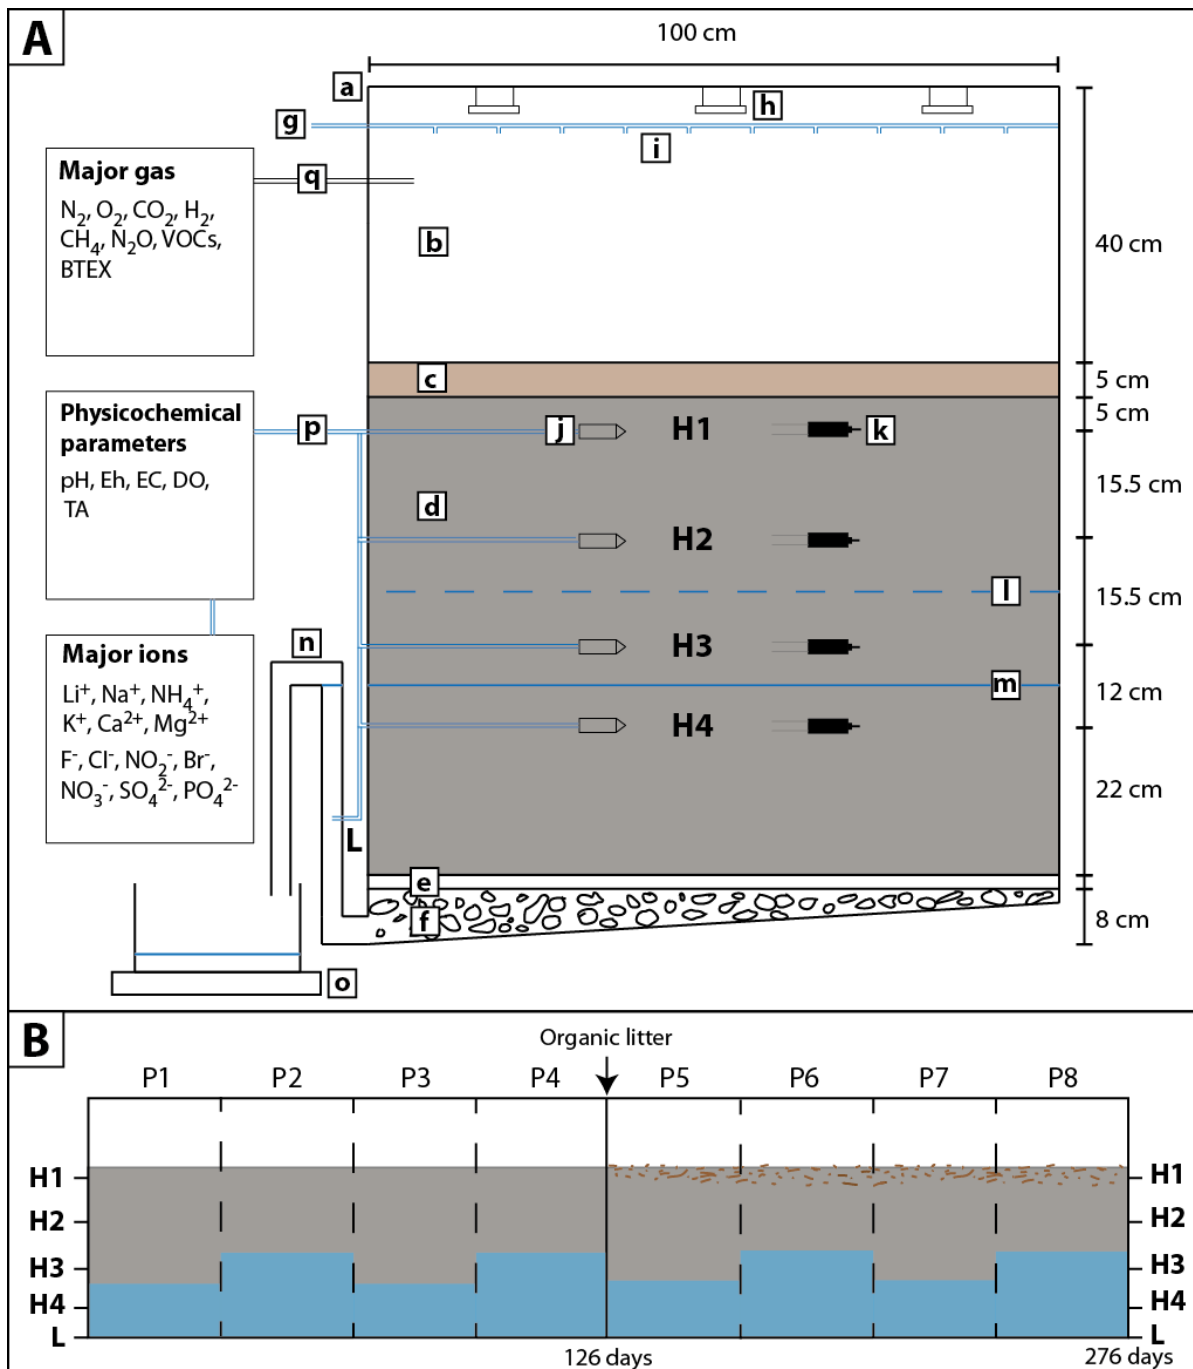 A
100 cm
a
h
g
i
Major gas
q
N2, O2, CO2, H2,
CH4, N2O, VOCs,
BTEX
b
40 cm
c
5 cm
5 cm
Physicochemical
parameters
p
j
H1
k
pH, Eh, EC, DO,
TA
15.5 cm
d
H2
l
15.5 cm
n
H3
Major ions
Li+, Na+, NH4+,
K+, Ca2+, Mg2+
m
12 cm
H4
F-, Cl-, NO2-, Br-,
NO3-, SO42-, PO42-
22 cm
L
e
f
8 cm
o
B
Organic litter
P1 P2 P3 P4 P5 P6 P7 P8
H1 H1
H2 H2
H3 H3
H4 H4
L L
126 days 276 days